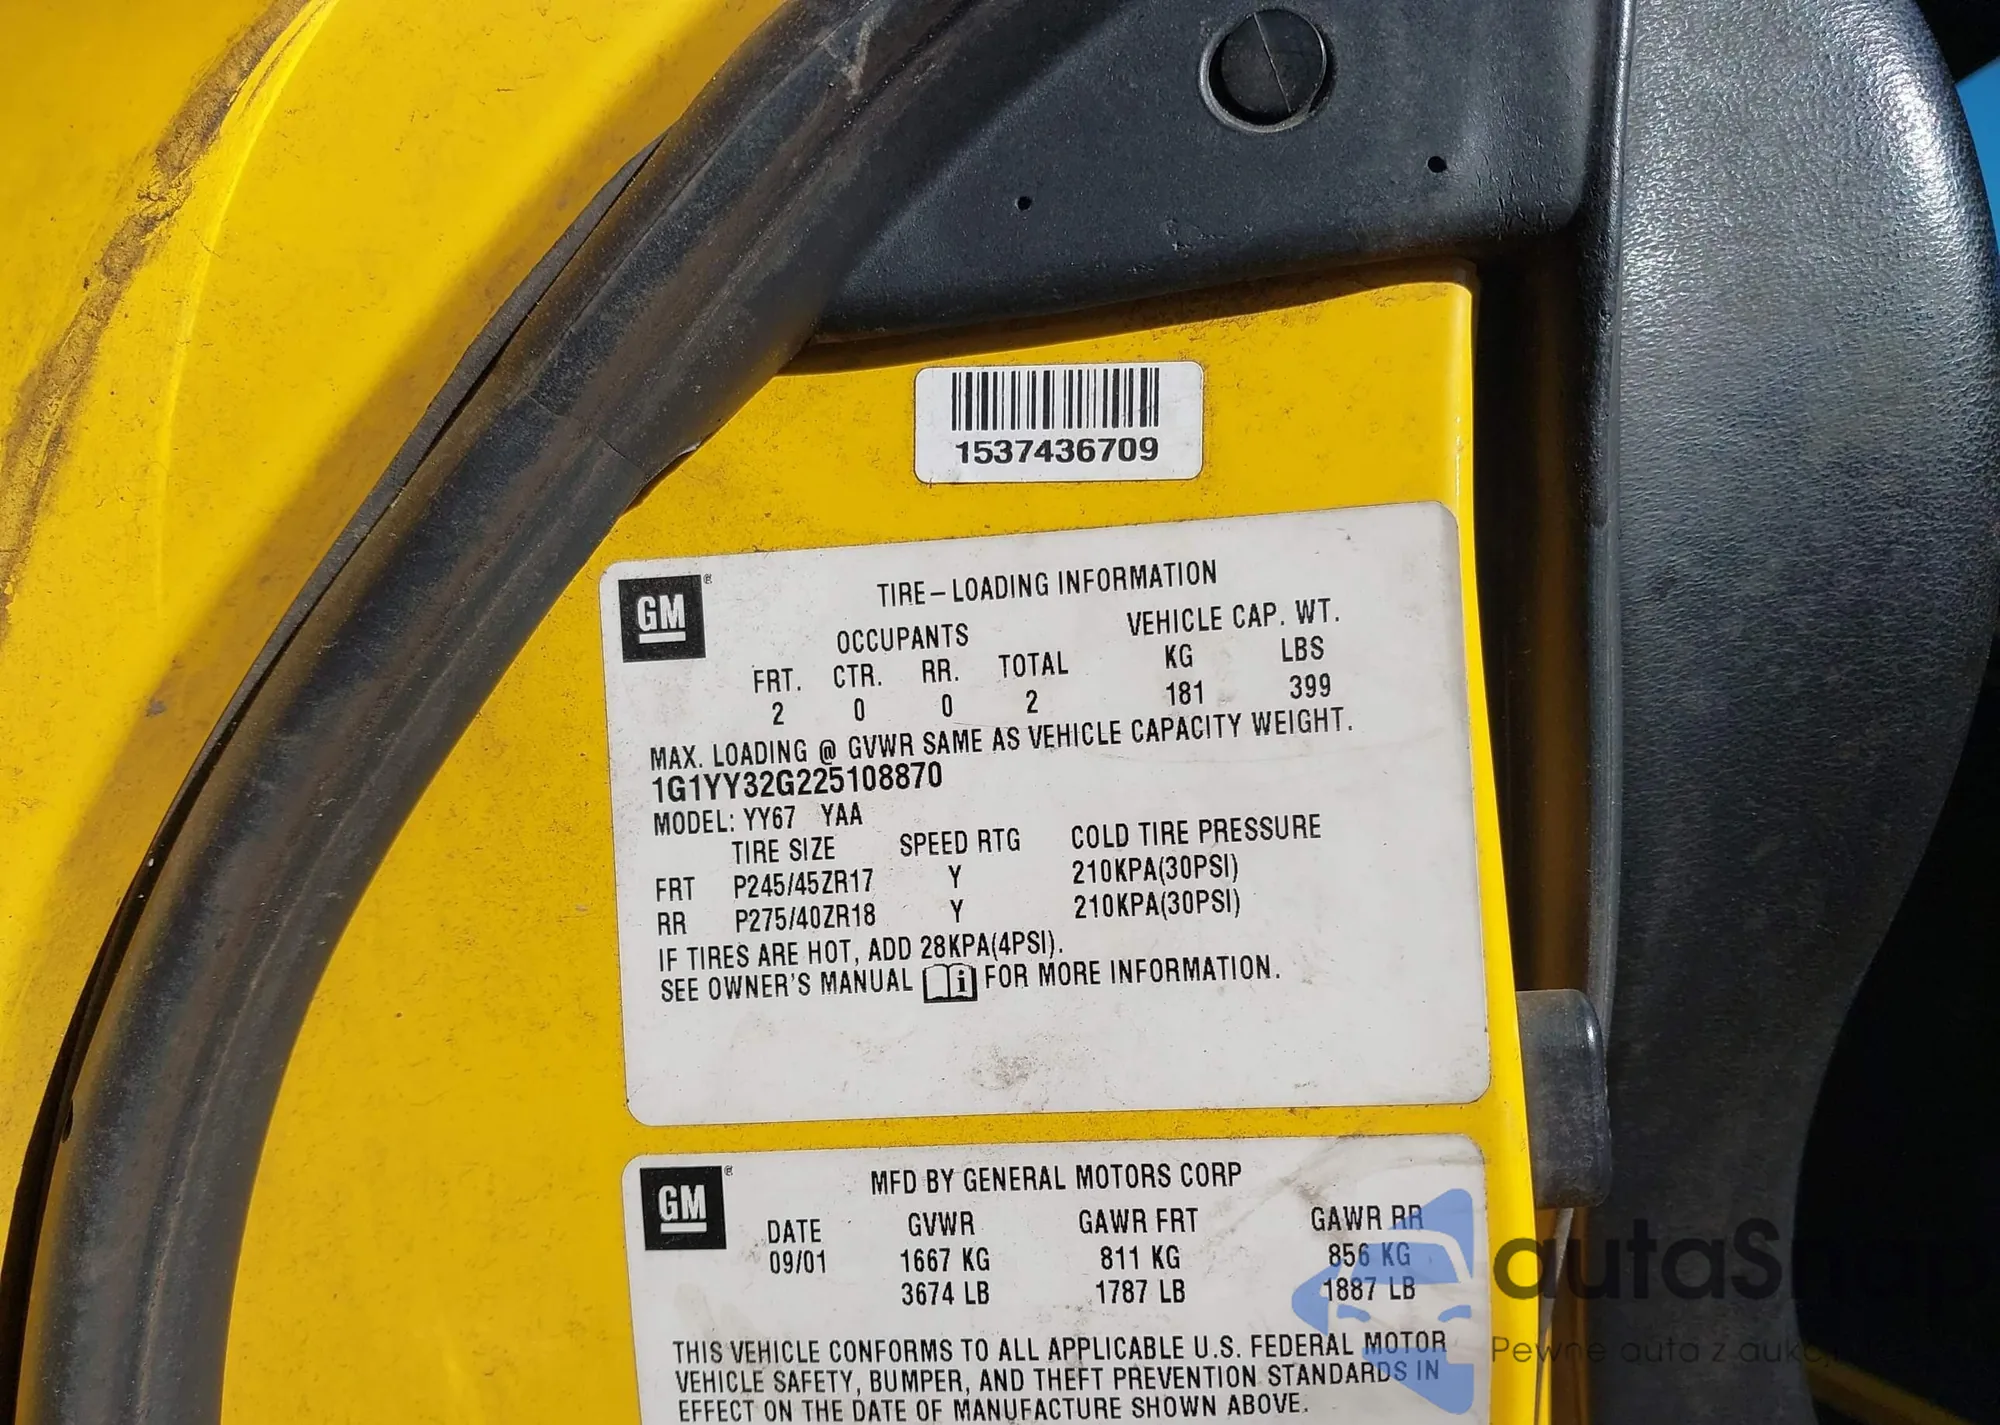 1537436709
GM®
TIRE-LOADING INFORMATION
OCCUPANTS VEHICLE CAP. WT.
FRT. CTR. RR. TOTAL KG LBS
2 0 0 2 181 399
MAX. LOADING @ GVWR SAME AS VEHICLE CAPACITY WEIGHT.
1G1YY32G225108870
MODEL: YY67 YAA
TIRE SIZE SPEED RTG COLD TIRE PRESSURE
FRT P245/45ZR17 Y 210KPA(30PSI)
RR P275/40ZR18 Y 210KPA(30PSI)
IF TIRES ARE HOT, ADD 28KPA(4PSI).
SEE OWNER'S MANUAL i FOR MORE INFORMATION.
GM®
MFD BY GENERAL MOTORS CORP
DATE GVWR GAWR FRT GAWR RR
09/01 1667 KG 811 KG 856 KG
3674 LB 1787 LB 1887 LB
THIS VEHICLE CONFORMS TO ALL APPLICABLE U.S. FEDERAL MOTOR
VEHICLE SAFETY, BUMPER, AND THEFT PREVENTION STANDARDS IN
EFFECT ON THE DATE OF MANUFACTURE SHOWN ABOVE.
autaS
Pewne auta z